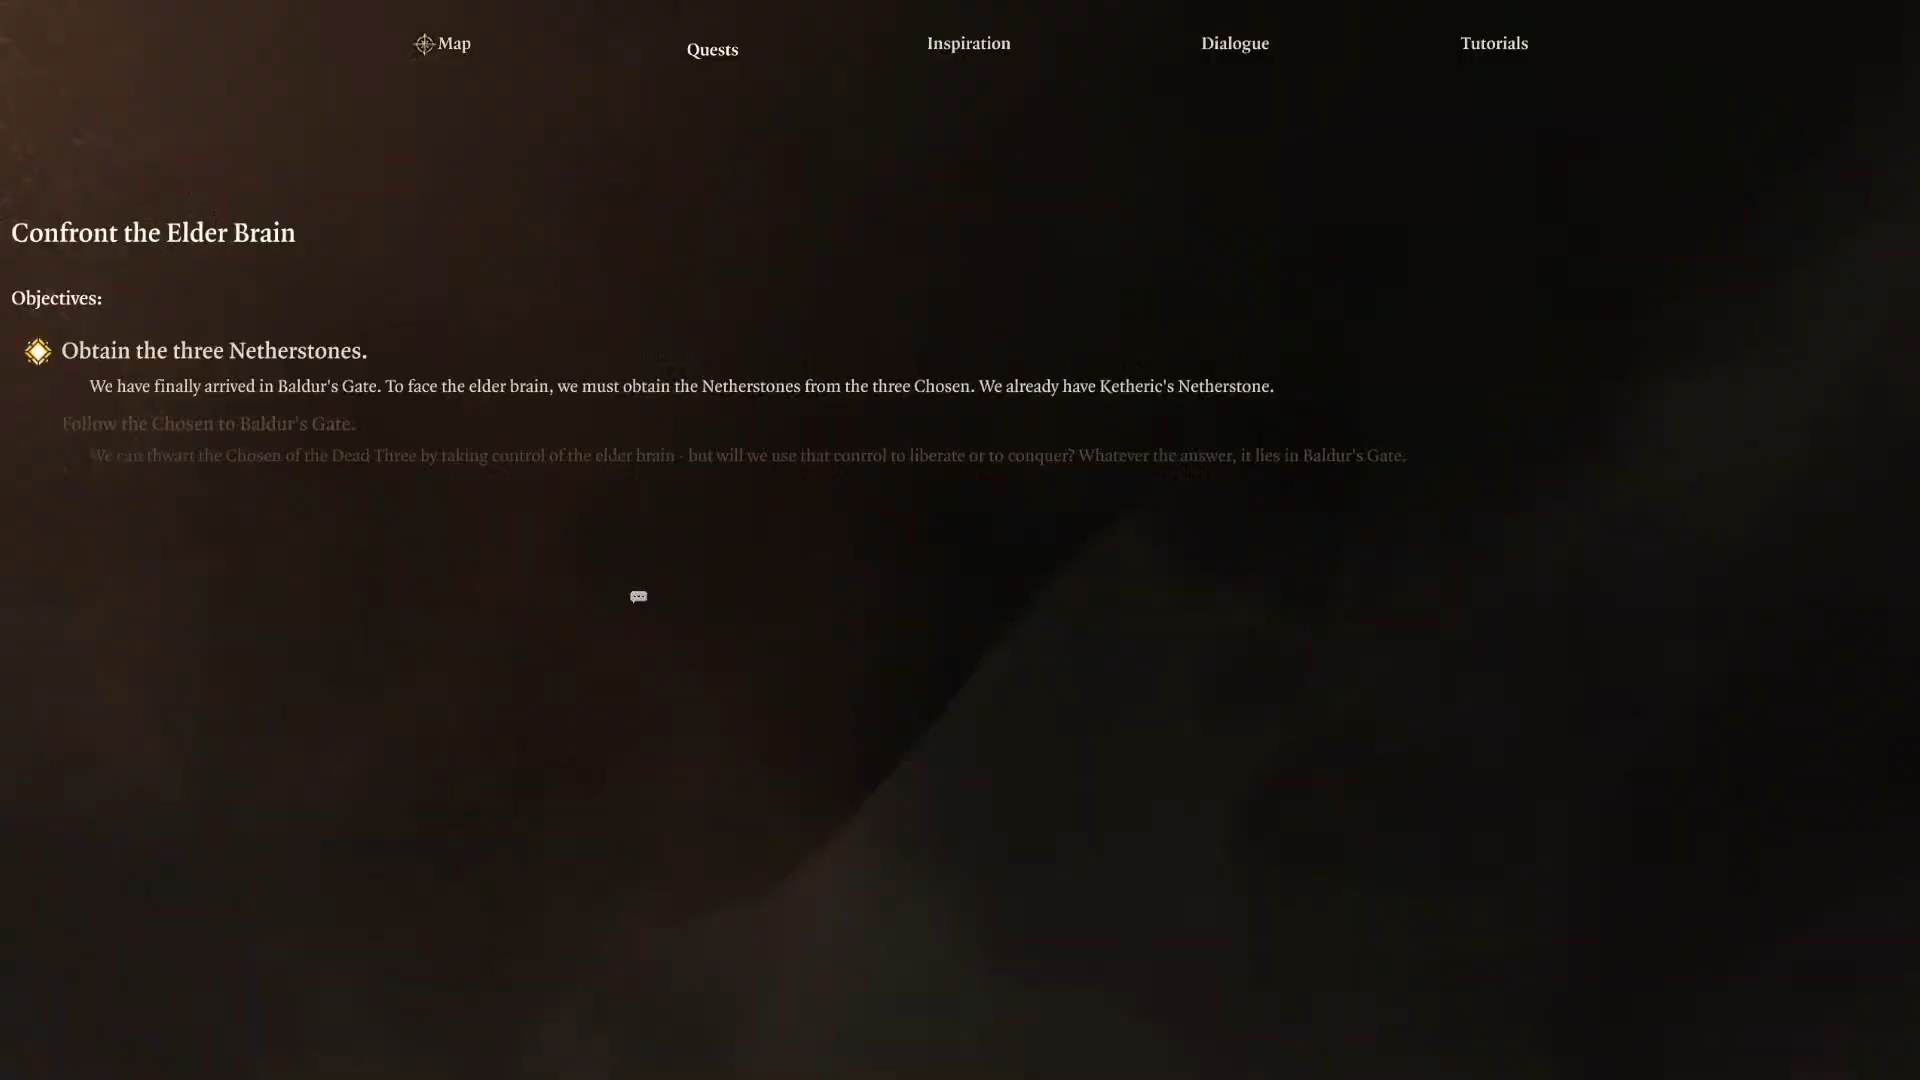 Map
Quests
Inspiration
Dialogue
Tutorials
Confront the Elder Brain
Objectives:
Obtain the three Netherstones.
We have finally arrived in Baldur's Gate. To face the elder brain, we must obtain the Netherstones from the three Chosen. We already have Ketheric's Netherstone.
Follow the Chosen to Baldur's Gate.
We can thwart the Chosen of the Dead Three by taking control of the elder brain - but will we use that control to liberate or to conquer? Whatever the answer, it lies in Baldur's Gate.